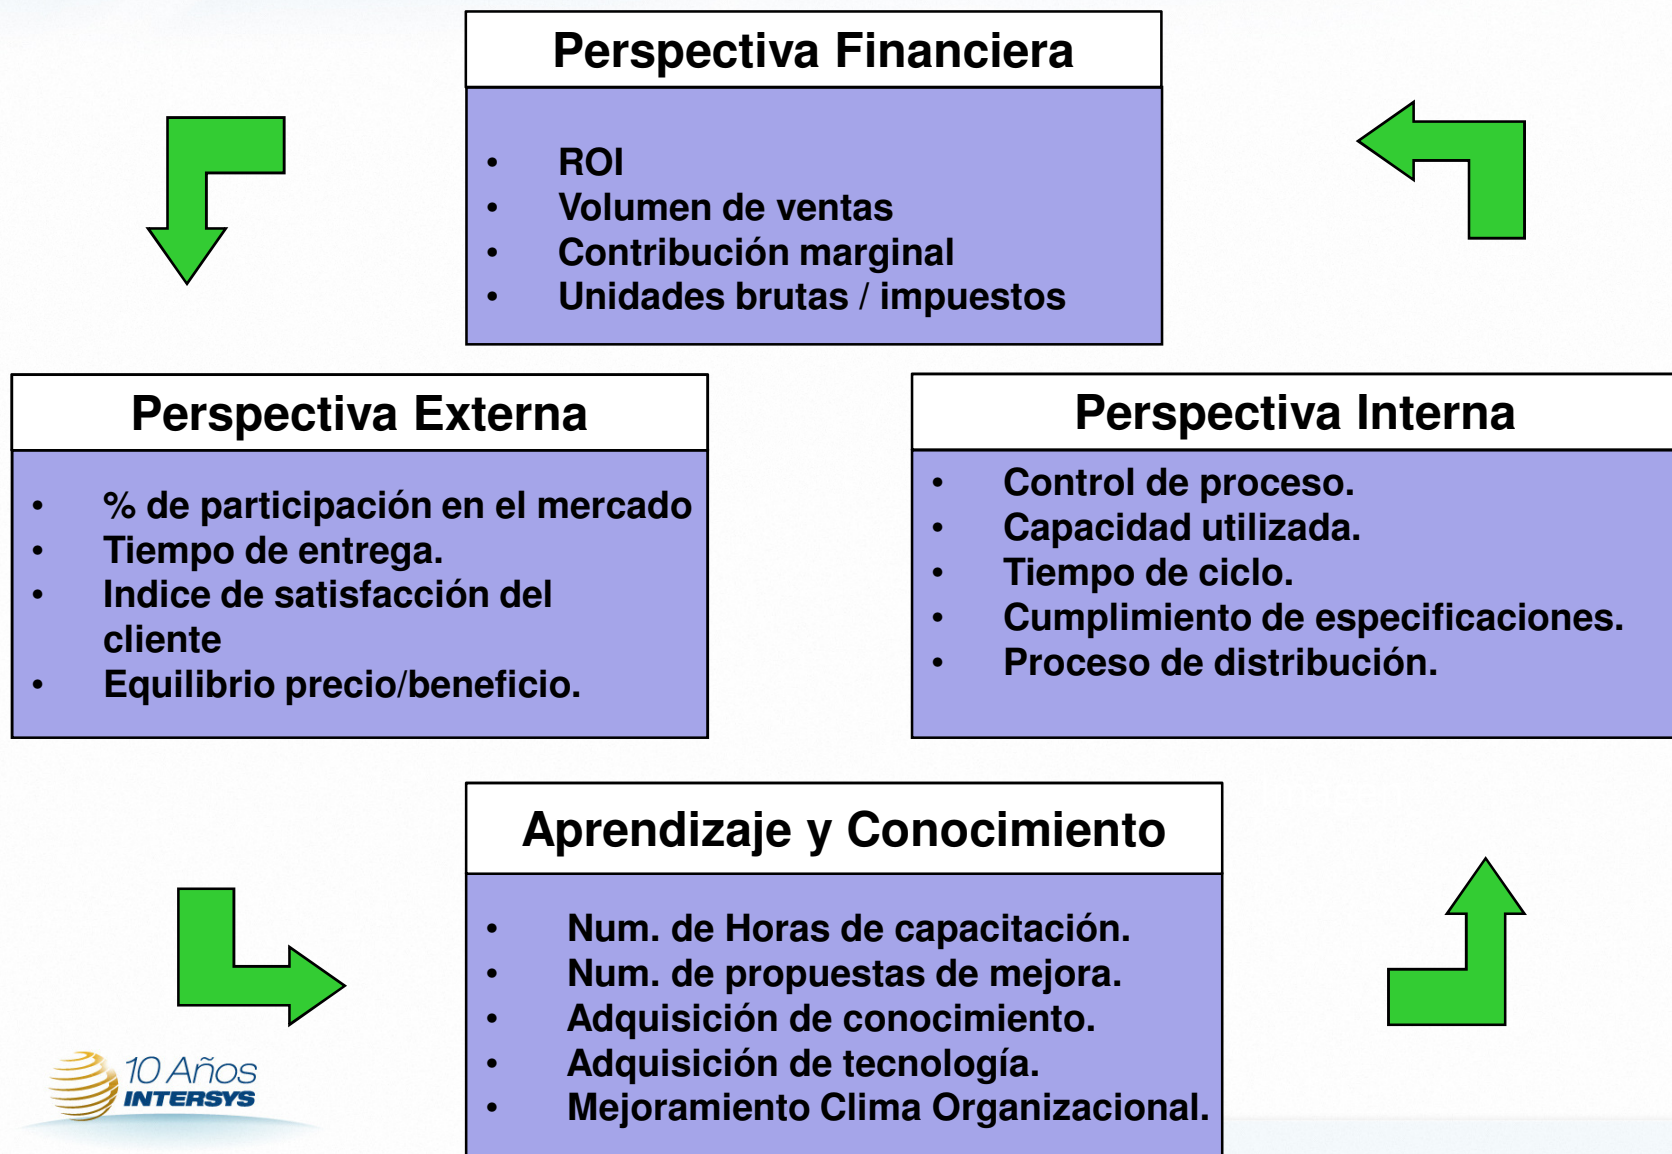 Perspectiva Financiera
• ROI
• Volumen de ventas
• Contribución marginal
• Unidades brutas / impuestos
Perspectiva Externa
• % de participación en el mercado
• Tiempo de entrega.
• Indice de satisfacción del
cliente
• Equilibrio precio/beneficio.
Perspectiva Interna
• Control de proceso.
• Capacidad utilizada.
• Tiempo de ciclo.
• Cumplimiento de especificaciones.
• Proceso de distribución.
Aprendizaje y Conocimiento
• Num. de Horas de capacitación.
• Num. de propuestas de mejora.
• Adquisición de conocimiento.
• Adquisición de tecnología.
• Mejoramiento Clima Organizacional.
10 Años
INTERSYS